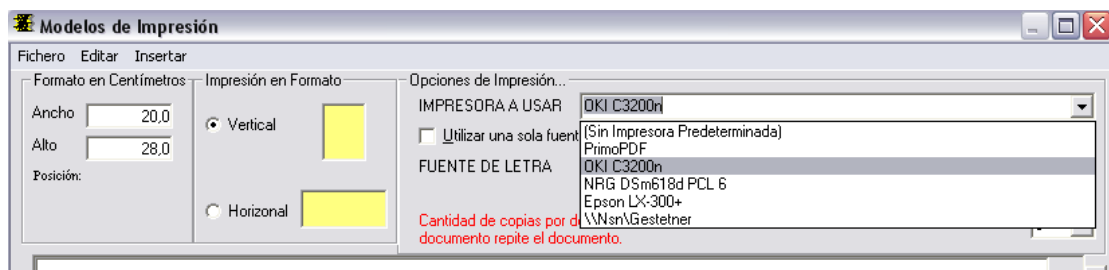 Modelos de Impresión
Fichero Editar Insertar
Formato en Centímetros
Ancho 20,0
Alto 28,0
Posición:
Impresión en Formato
Vertical
Horizonal
Opciones de Impresión...
IMPRESORA A USAR OKI C3200n
Utilizar una sola fuent
FUENTE DE LETRA
(Sin Impresora Predeterminada)
PrimoPDF
OKI C3200n
NRG DSm618d PCL 6
Epson LX-300+
\\Nsn\Gestetner
Cantidad de copias por d
documento repite el documento.